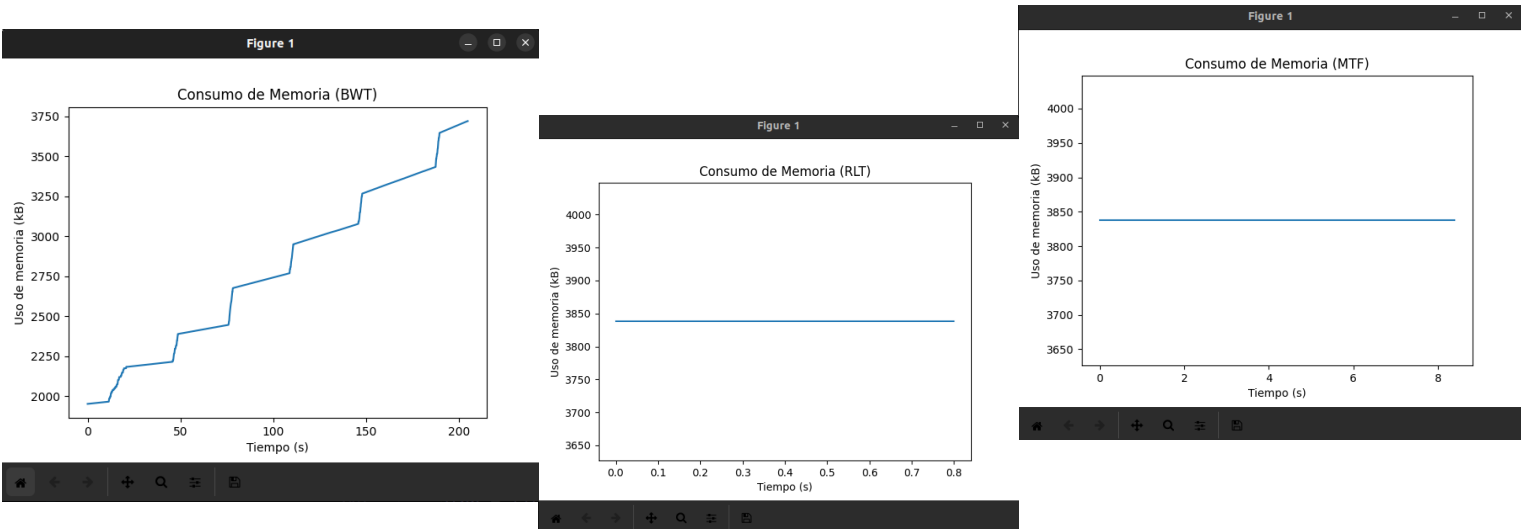 Figure 1
Consumo de Memoria (BWT)
Uso de memoria (kB)
3750
3500
3250
3000
2750
2500
2250
2000
0 50 100 150 200
Tiempo (s)
Figure 1
Consumo de Memoria (RLT)
Uso de memoria (kB)
4000
3950
3900
3850
3800
3750
3700
3650
0.0 0.1 0.2 0.3 0.4 0.5 0.6 0.7 0.8
Tiempo (s)
Figure 1
Consumo de Memoria (MTF)
Uso de memoria (kB)
4000
3950
3900
3850
3800
3750
3700
3650
0 2 4 6 8
Tiempo (s)